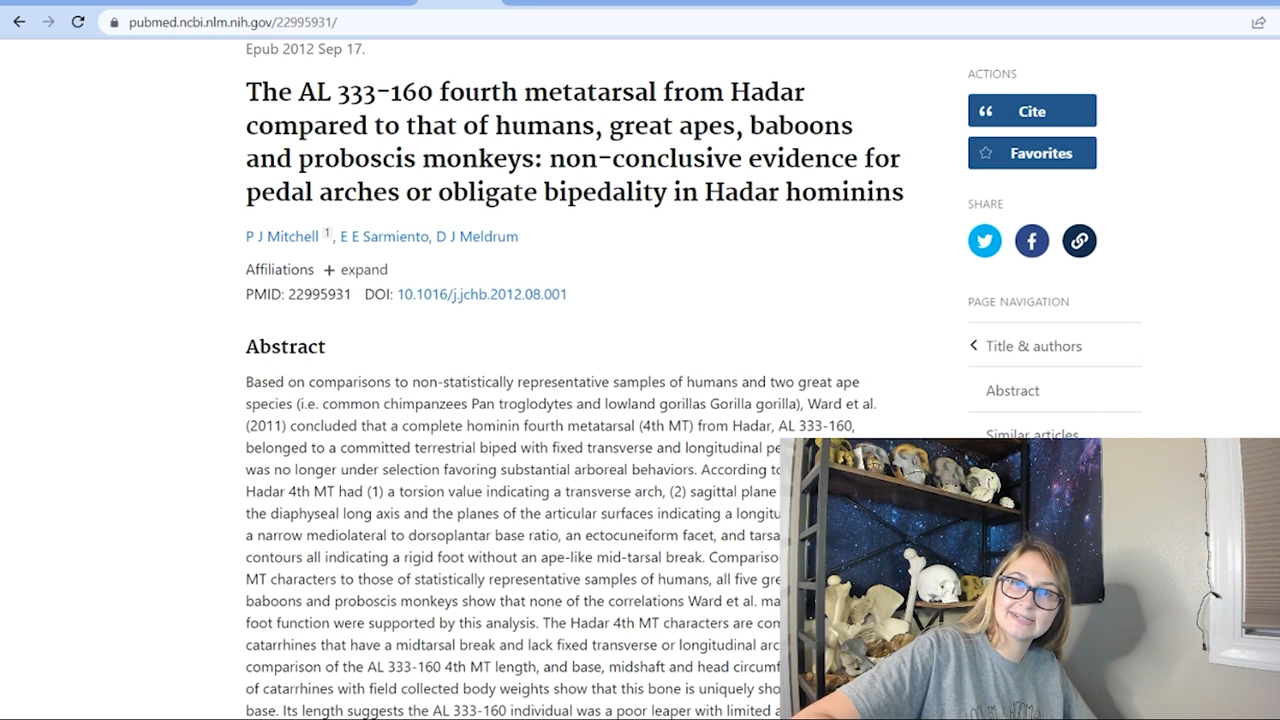 pubmed.ncbi.nlm.nih.gov/22995931/
Epub 2012 Sep 17.
The AL 333-160 fourth metatarsal from Hadar
compared to that of humans, great apes, baboons
and proboscis monkeys: non-conclusive evidence for
pedal arches or obligate bipedality in Hadar hominins
P J Mitchell 1, E E Sarmiento, D J Meldrum
Affiliations + expand
PMID: 22995931 DOI: 10.1016/j.jchb.2012.08.001
Abstract
Based on comparisons to non-statistically representative samples of humans and two great ape
species (i.e. common chimpanzees Pan troglodytes and lowland gorillas Gorilla gorilla), Ward et al.
(2011) concluded that a complete hominin fourth metatarsal (4th MT) from Hadar, AL 333-160,
belonged to a committed terrestrial biped with fixed transverse and longitudinal pe
was no longer under selection favoring substantial arboreal behaviors. According to
Hadar 4th MT had (1) a torsion value indicating a transverse arch, (2) sagittal plane
the diaphyseal long axis and the planes of the articular surfaces indicating a longitu
a narrow mediolateral to dorsoplantar base ratio, an ectocuneiform facet, and tarsa
contours all indicating a rigid foot without an ape-like mid-tarsal break. Compariso
MT characters to those of statistically representative samples of humans, all five gre
baboons and proboscis monkeys show that none of the correlations Ward et al. ma
foot function were supported by this analysis. The Hadar 4th MT characters are con
catarrhines that have a midtarsal break and lack fixed transverse or longitudinal arc
comparison of the AL 333-160 4th MT length, and base, midshaft and head circumf
of catarrhines with field collected body weights show that this bone is uniquely sho
base. Its length suggests the AL 333-160 individual was a poor leaper with limited a
ACTIONS
Cite
Favorites
SHARE
PAGE NAVIGATION
Title & authors
Abstract
Similar articles